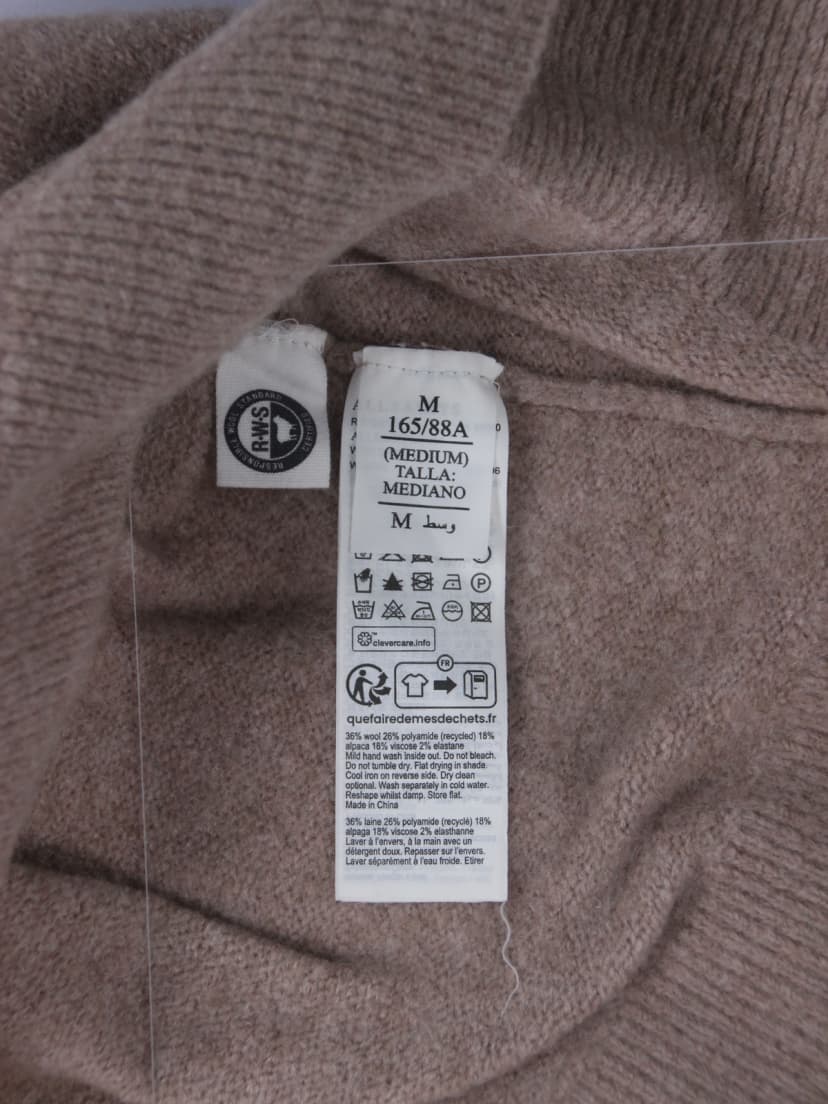 RESPONSIBLE WOOL STANDARD
R·W·S
CERTIFIED
M
165/88A
(MEDIUM)
TALLA:
MEDIANO
M وسط
P
™
clevercare.info
FR
quefairedemesdechets.fr
36% wool 26% polyamide (recycled) 18%
alpaca 18% viscose 2% elastane
Mild hand wash inside out. Do not bleach.
Do not tumble dry. Flat drying in shade.
Cool iron on reverse side. Dry clean
optional. Wash separately in cold water.
Reshape whilst damp. Store flat.
Made in China
36% laine 26% polyamide (recyclé) 18%
alpaga 18% viscose 2% elasthanne
Laver à l'envers, à la main avec un
détergent doux. Repasser sur l'envers.
Laver séparément à l'eau froide. Etirer